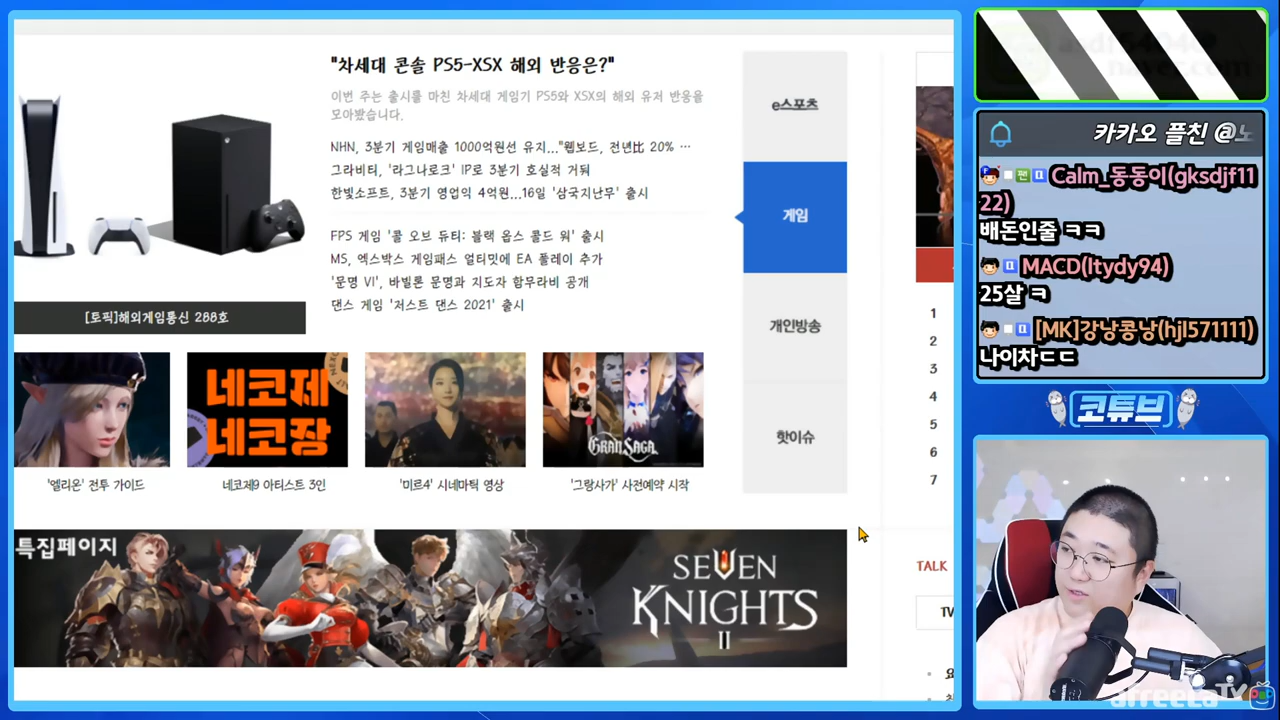 "차세대 콘솔 PS5-XSX 해외 반응은?"
이번 주는 출시를 마친 차세대 게임기 PS5와 XSX의 해외 유저 반응을
모아봤습니다.
NHN, 3분기 게임매출 1000억원선 유지..."웹보드, 전년比 20% …
그라비티, '라그나로크' IP로 3분기 호실적 거둬
한빛소프트, 3분기 영업익 4억원...16일 '삼국지난무' 출시
FPS 게임 '콜 오브 듀티: 블랙 옵스 콜드 워' 출시
MS, 엑스박스 게임패스 얼티밋에 EA 플레이 추가
'문명 VI', 바빌론 문명과 지도자 함무라비 공개
댄스 게임 '저스트 댄스 2021' 출시
[토픽]해외게임통신 288호
네코제
네코장
GRANSAGA
'엘리온' 전투 가이드
네코제9 아티스트 3인
'미르4' 시네마틱 영상
'그랑사가' 사전예약 시작
e스포츠
게임
개인방송
핫이슈
특집페이지
SEVEN
KNIGHTS
II
1
2
3
4
5
6
7
TALK
TV
카카오 플친 @노
Calm_동동이(gksdjf11
22)
배돈인줄 ㅋㅋ
MACD(ltydy94)
25살 ㅋ
[MK]강낭콩낭(hjl571111)
나이차ㄷㄷ
코튜브
afreecaTV